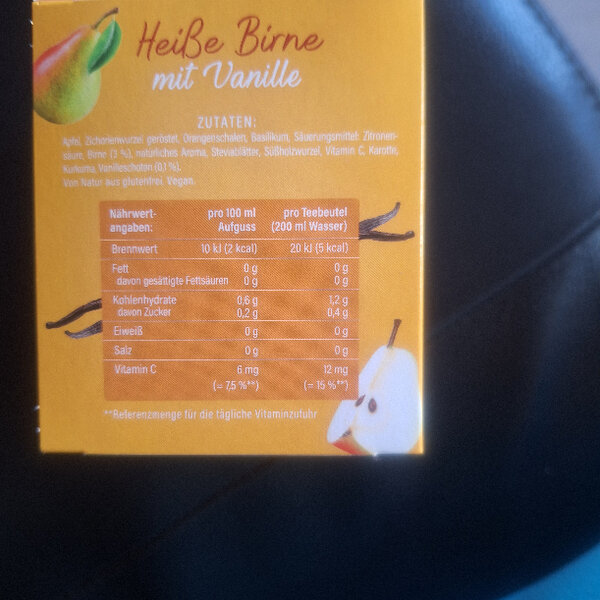 Heiße Birne
mit Vanille
ZUTATEN:
Apfel, Zichorienwurzel geröstet, Orangenschalen, Basilikum, Säuerungsmittel: Zitronen-
säure, Birne (3 %), natürliches Aroma, Steviablätter, Süßholzwurzel, Vitamin C, Karotte,
Kurkuma, Vanilleschoten (0,1 %).
Von Natur aus glutenfrei. Vegan.
Nährwert- pro 100 ml pro Teebeutel
angaben: Aufguss (200 ml Wasser)
Brennwert 10 kJ (2 kcal) 20 kJ (5 kcal)
Fett 0 g 0 g
davon gesättigte Fettsäuren 0 g 0 g
Kohlenhydrate 0,6 g 1,2 g
davon Zucker 0,2 g 0,4 g
Eiweiß 0 g 0 g
Salz 0 g 0 g
Vitamin C 6 mg 12 mg
(= 7,5 %**) (= 15 %**)
**Referenzmenge für die tägliche Vitaminzufuhr